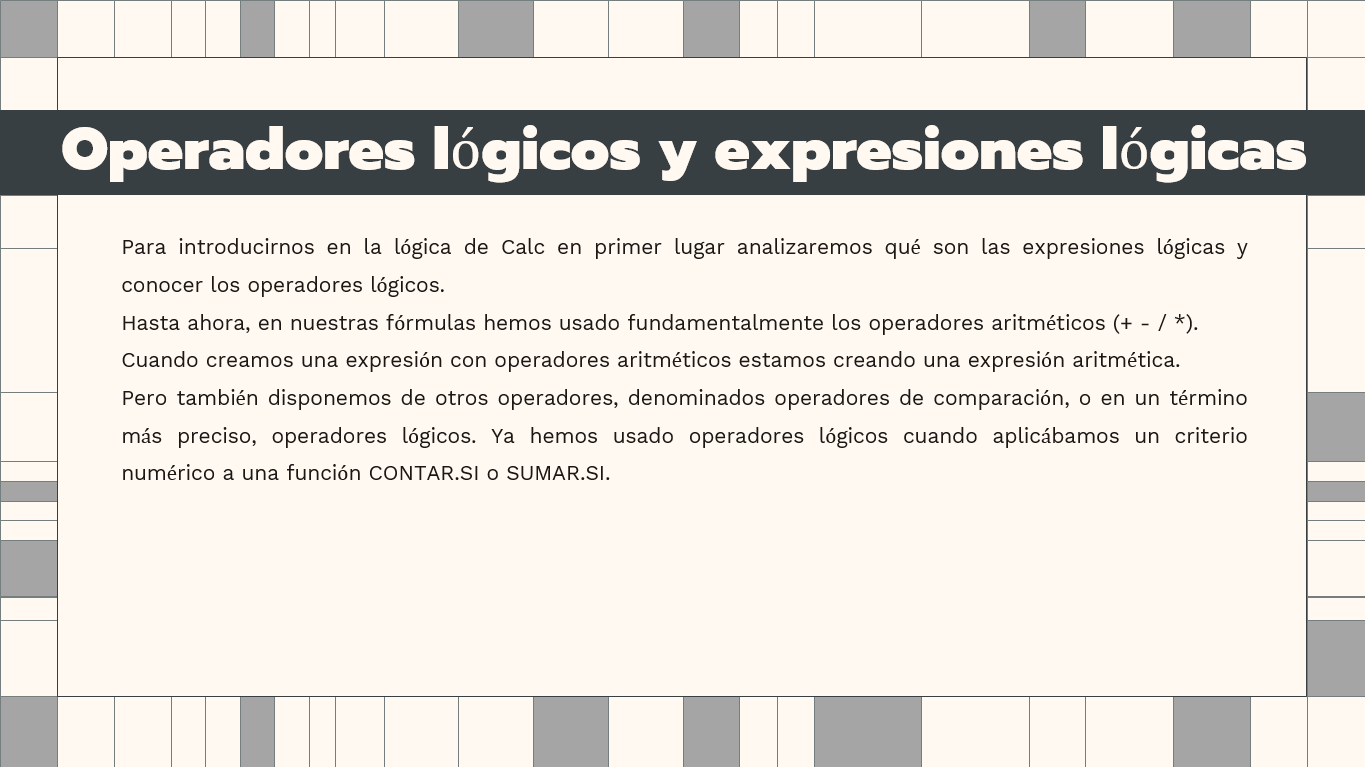 Operadores lógicos y expresiones lógicas
Para introducirnos en la lógica de Calc en primer lugar analizaremos qué son las expresiones lógicas y
conocer los operadores lógicos.
Hasta ahora, en nuestras fórmulas hemos usado fundamentalmente los operadores aritméticos (+ - / *).
Cuando creamos una expresión con operadores aritméticos estamos creando una expresión aritmética.
Pero también disponemos de otros operadores, denominados operadores de comparación, o en un término
más preciso, operadores lógicos. Ya hemos usado operadores lógicos cuando aplicábamos un criterio
numérico a una función CONTAR.SI o SUMAR.SI.